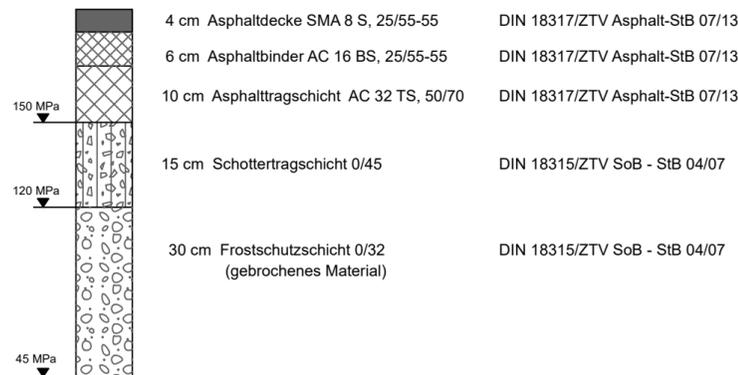 4 cm Asphaltdecke SMA 8 S, 25/55-55 DIN 18317/ZTV Asphalt-StB 07/13
6 cm Asphaltbinder AC 16 BS, 25/55-55 DIN 18317/ZTV Asphalt-StB 07/13
10 cm Asphalttragschicht AC 32 TS, 50/70 DIN 18317/ZTV Asphalt-StB 07/13
150 MPa
15 cm Schottertragschicht 0/45 DIN 18315/ZTV SoB - StB 04/07
120 MPa
30 cm Frostschutzschicht 0/32 DIN 18315/ZTV SoB - StB 04/07
(gebrochenes Material)
45 MPa